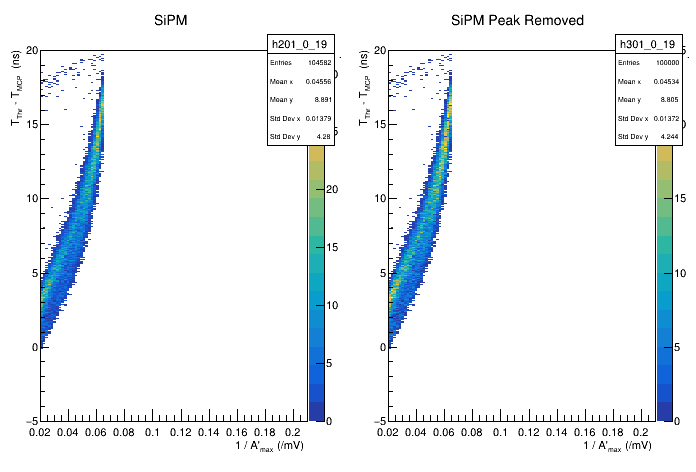 SiPM
h201_0_19
Entries 104582
Mean x 0.04556
Mean y 8.891
Std Dev x 0.01379
Std Dev y 4.28
T_Thr - T_MCP (ns)
20
15
10
5
0
−5
0.02 0.04 0.06 0.08 0.1 0.12 0.14 0.16 0.18 0.2
1 / A'_max (/mV)
20
15
10
5
0
SiPM Peak Removed
h301_0_19
Entries 100000
Mean x 0.04534
Mean y 8.805
Std Dev x 0.01372
Std Dev y 4.244
T_Thr - T_MCP (ns)
20
15
10
5
0
−5
0.02 0.04 0.06 0.08 0.1 0.12 0.14 0.16 0.18 0.2
1 / A'_max (/mV)
15
10
5
0